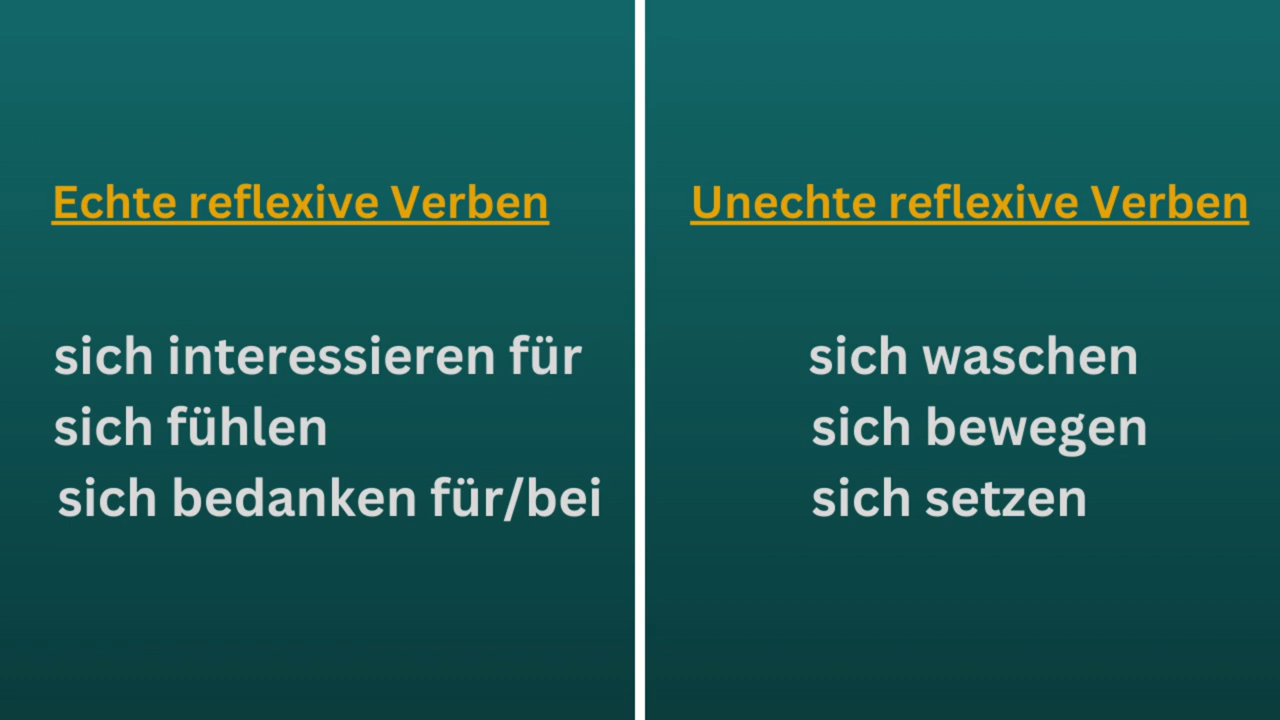 Echte reflexive Verben
sich interessieren für
sich fühlen
sich bedanken für/bei
Unechte reflexive Verben
sich waschen
sich bewegen
sich setzen